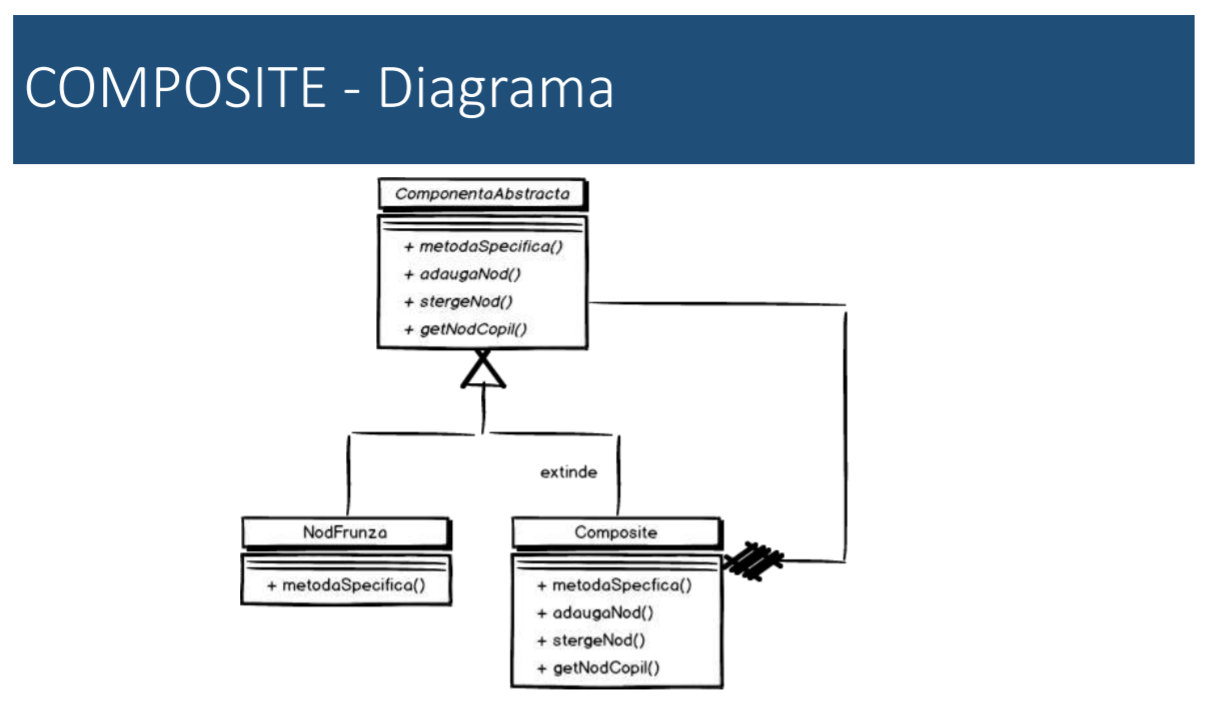 COMPOSITE - Diagrama
ComponentaAbstracta
+ metodaSpecifica()
+ adaugaNod()
+ stergeNod()
+ getNodCopil()
extinde
NodFrunza
+ metodaSpecifica()
Composite
+ metodaSpecfica()
+ adaugaNod()
+ stergeNod()
+ getNodCopil()